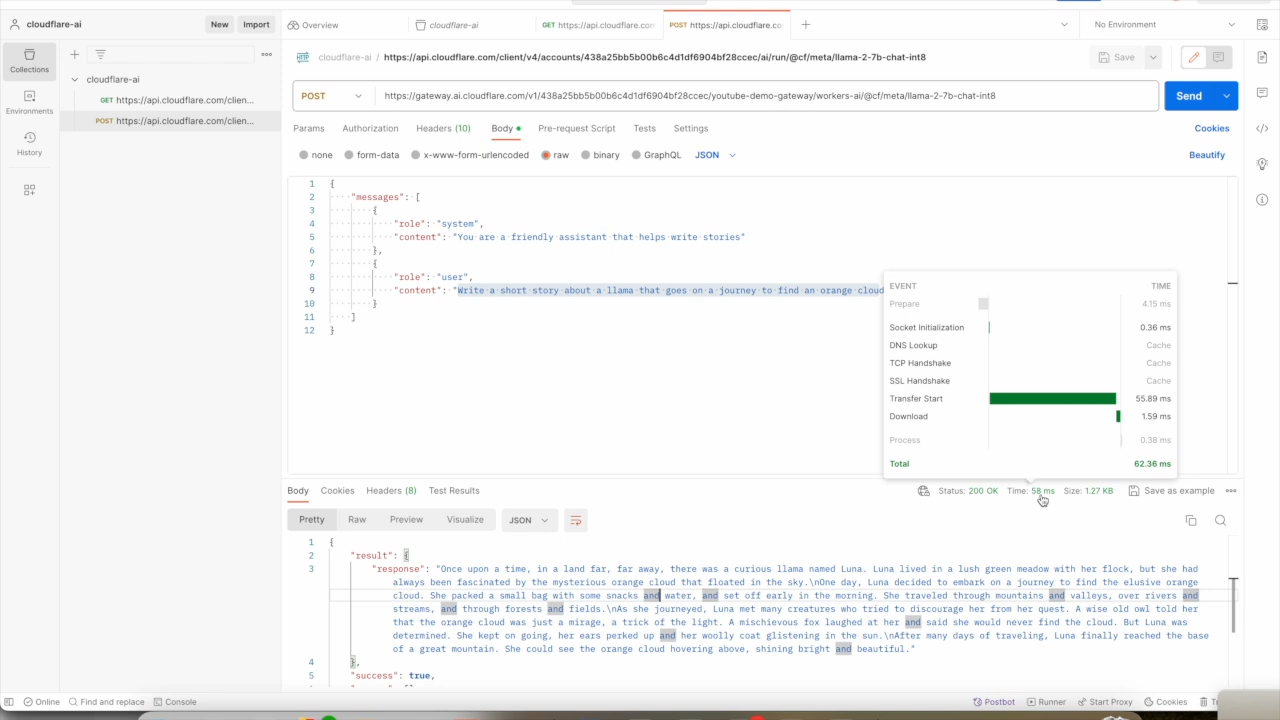 cloudflare-ai
New
Import
Overview
cloudflare-ai
GET https://api.cloudflare.com
POST https://api.cloudflare.co
No Environment
Collections
Environments
History
cloudflare-ai
GET https://api.cloudflare.com/clien...
POST https://api.cloudflare.com/clien...
HTTP cloudflare-ai / https://api.cloudflare.com/client/v4/accounts/438a25bb5b00b6c4d1df6904bf28ccec/ai/run/@cf/meta/llama-2-7b-chat-int8
Save
POST https://gateway.ai.cloudflare.com/v1/438a25bb5b00b6c4d1df6904bf28ccec/youtube-demo-gateway/workers-ai/@cf/meta/llama-2-7b-chat-int8
Send
Params Authorization Headers (10) Body Pre-request Script Tests Settings
Cookies
none form-data x-www-form-urlencoded raw binary GraphQL JSON
Beautify
1 {
2 "messages": [
3 {
4 "role": "system",
5 "content": "You are a friendly assistant that helps write stories"
6 },
7 {
8 "role": "user",
9 "content": "Write a short story about a llama that goes on a journey to find an orange cloud
10 }
11 ]
12 }
EVENT TIME
Prepare 4.15 ms
Socket Initialization 0.36 ms
DNS Lookup Cache
TCP Handshake Cache
SSL Handshake Cache
Transfer Start 55.89 ms
Download 1.59 ms
Process 0.38 ms
Total 62.36 ms
Body Cookies Headers (8) Test Results
Status: 200 OK Time: 58 ms Size: 1.27 KB
Save as example
Pretty Raw Preview Visualize JSON
1 {
2 "result": {
3 "response": "Once upon a time, in a land far, far away, there was a curious llama named Luna. Luna lived in a lush green meadow with her flock, but she had
always been fascinated by the mysterious orange cloud that floated in the sky.\nOne day, Luna decided to embark on a journey to find the elusive orange
cloud. She packed a small bag with some snacks and water, and set off early in the morning. She traveled through mountains and valleys, over rivers and
streams, and through forests and fields.\nAs she journeyed, Luna met many creatures who tried to discourage her from her quest. A wise old owl told her
that the orange cloud was just a mirage, a trick of the light. A mischievous fox laughed at her and said she would never find the cloud. But Luna was
determined. She kept on going, her ears perked up and her woolly coat glistening in the sun.\nAfter many days of traveling, Luna finally reached the base
of a great mountain. She could see the orange cloud hovering above, shining bright and beautiful."
4 },
5 "success": true,
Online Find and replace Console
Postbot Runner Start Proxy Cookies